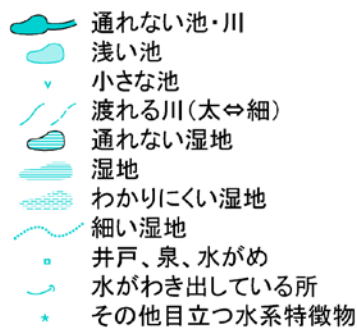 通れない池・川
浅い池
小さな池
渡れる川(太⇔細)
通れない湿地
湿地
わかりにくい湿地
細い湿地
井戸、泉、水がめ
水がわき出している所
その他目立つ水系特徴物